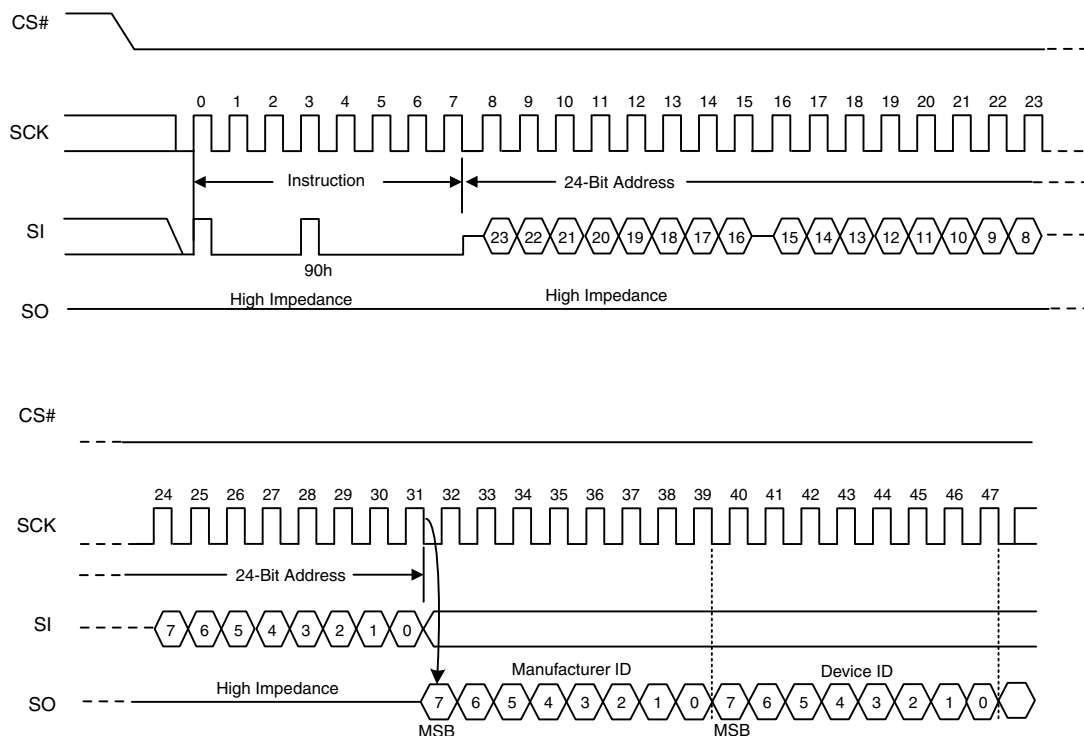 CS#
0 1 2 3 4 5 6 7 8 9 10 11 12 13 14 15 16 17 18 19 20 21 22 23
SCK
Instruction 24-Bit Address
SI 23 22 21 20 19 18 17 16 15 14 13 12 11 10 9 8
90h
High Impedance High Impedance
SO
CS#
24 25 26 27 28 29 30 31 32 33 34 35 36 37 38 39 40 41 42 43 44 45 46 47
SCK
24-Bit Address
SI 7 6 5 4 3 2 1 0
Manufacturer ID Device ID
High Impedance
SO 7 6 5 4 3 2 1 0 7 6 5 4 3 2 1 0
MSB MSB